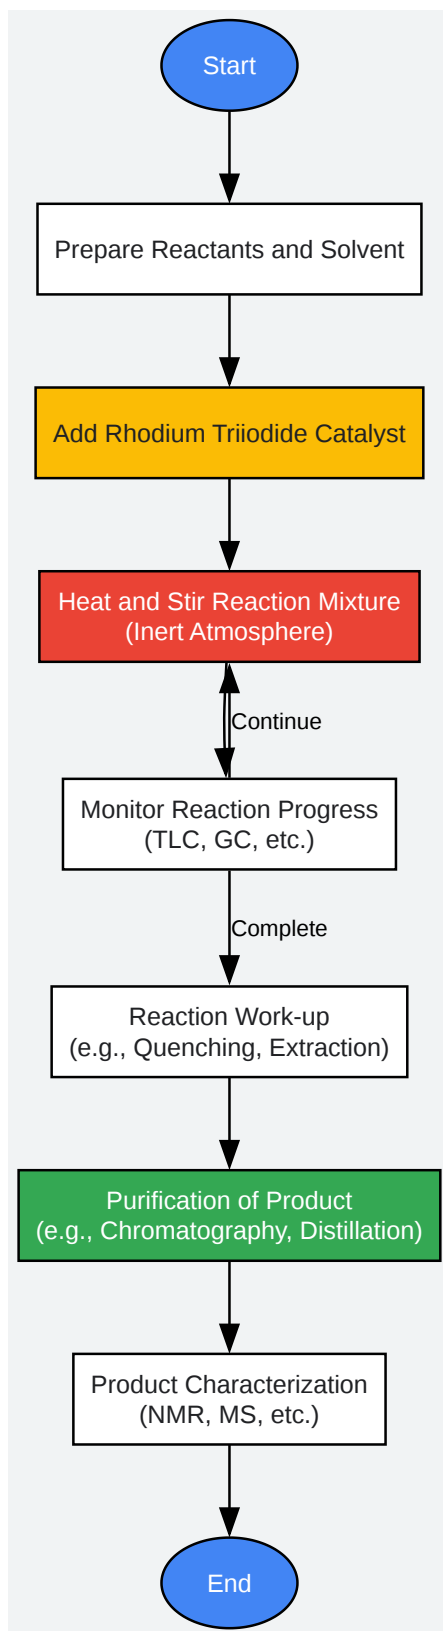 Start
Prepare Reactants and Solvent
Add Rhodium Triiodide Catalyst
Heat and Stir Reaction Mixture
(Inert Atmosphere)
Continue
Monitor Reaction Progress
(TLC, GC, etc.)
Complete
Reaction Work-up
(e.g., Quenching, Extraction)
Purification of Product
(e.g., Chromatography, Distillation)
Product Characterization
(NMR, MS, etc.)
End